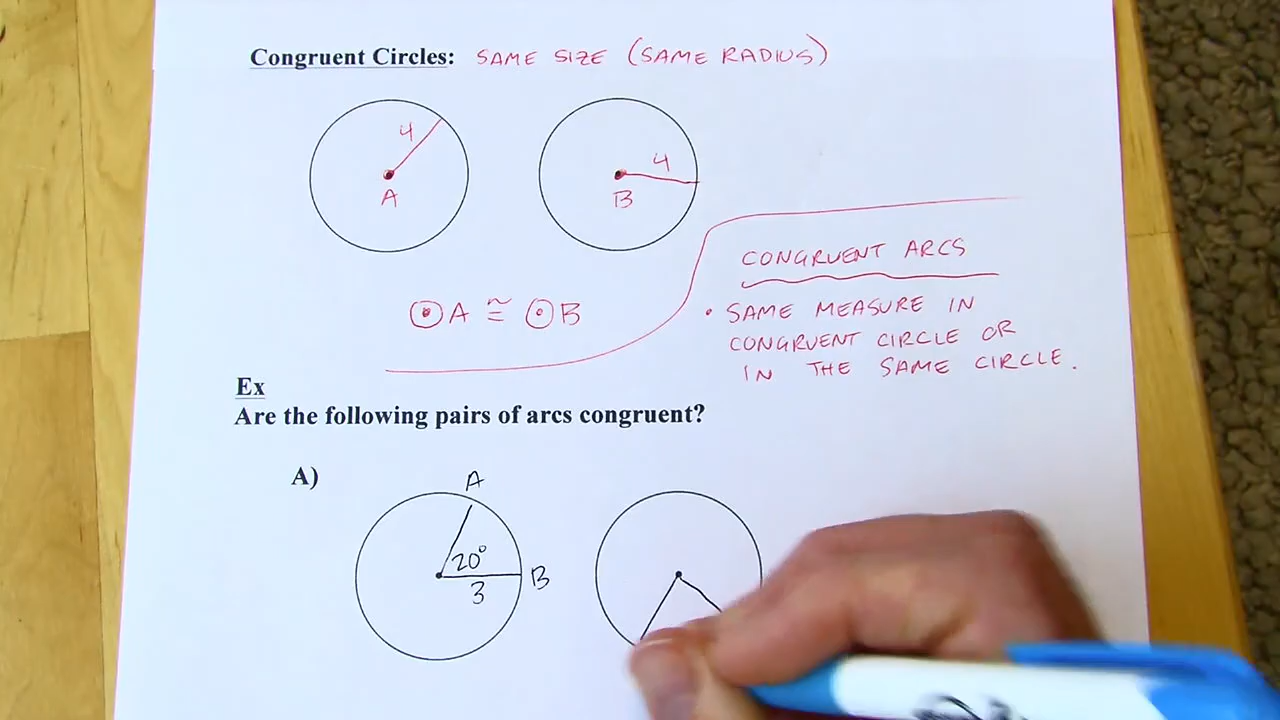 Congruent Circles: SAME SIZE (SAME RADIUS)
4
A
4
B
⊙A ≅ ⊙B
CONGRUENT ARCS
• SAME MEASURE IN
CONGRUENT CIRCLE OR
IN THE SAME CIRCLE.
Ex
Are the following pairs of arcs congruent?
A)
A
20°
3
B